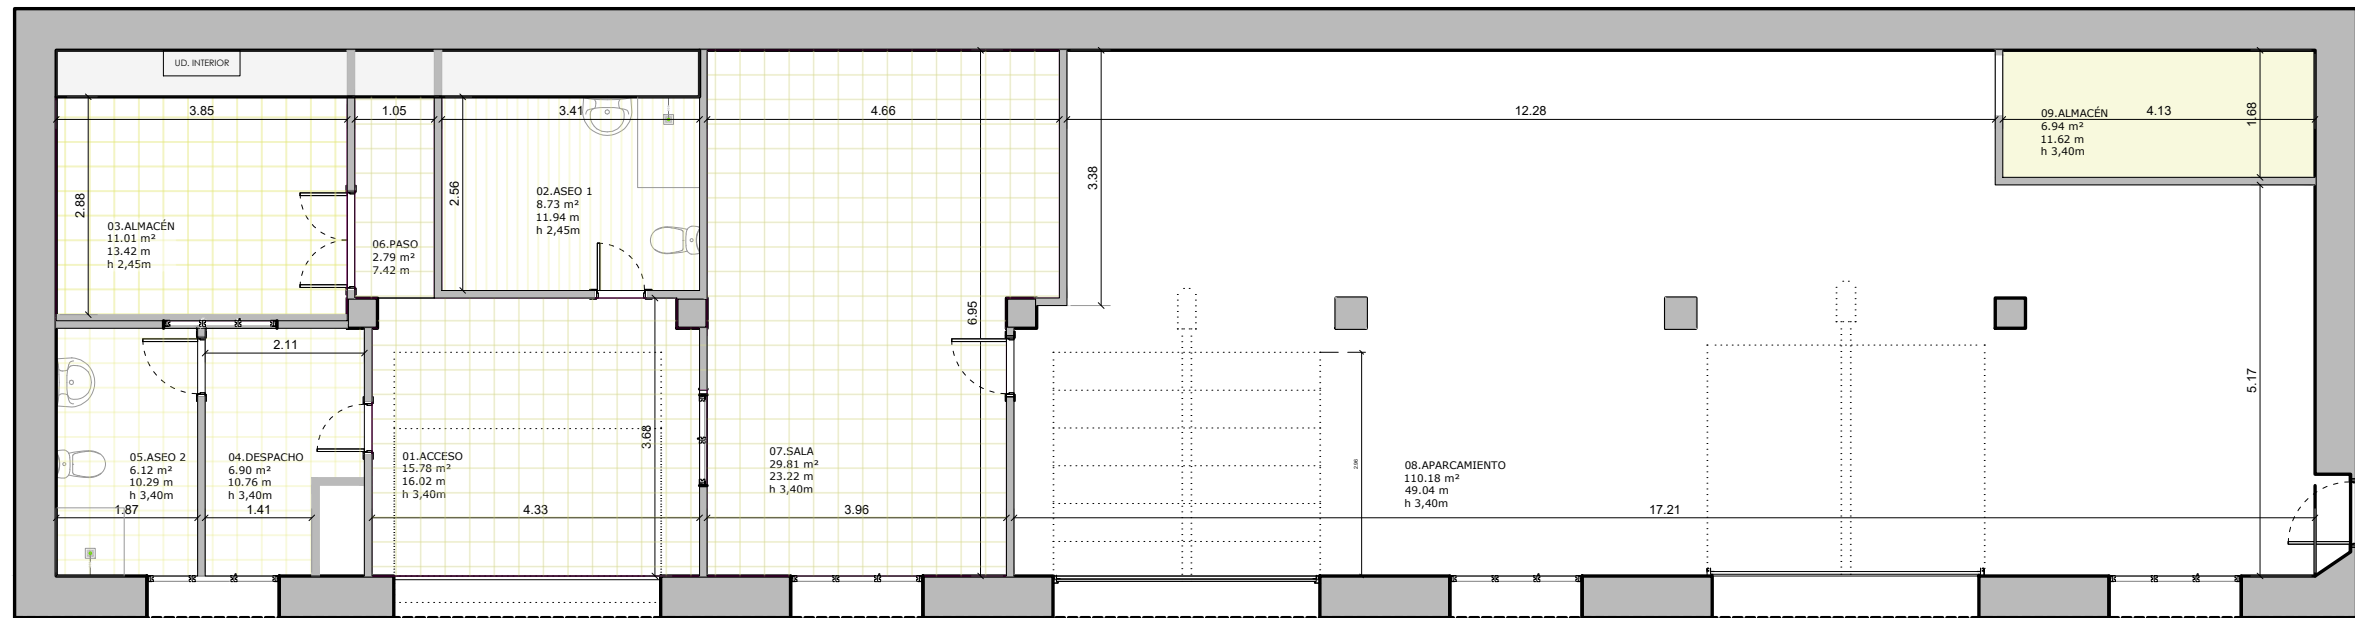 UD. INTERIOR
3.85
1.05
3.41
4.66
12.28
4.13
1.68
09.ALMACÉN
6.94 m²
11.62 m
h 3,40m
2.88
2.56
3.38
02.ASEO 1
8.73 m²
11.94 m
h 2,45m
03.ALMACÉN
11.01 m²
13.42 m
h 2,45m
06.PASO
2.79 m²
7.42 m
6.95
2.11
5.17
3.68
05.ASEO 2
6.12 m²
10.29 m
h 3,40m
04.DESPACHO
6.90 m²
10.76 m
h 3,40m
01.ACCESO
15.78 m²
16.02 m
h 3,40m
07.SALA
29.81 m²
23.22 m
h 3,40m
2.96
08.APARCAMIENTO
110.18 m²
49.04 m
h 3,40m
1.87
1.41
4.33
3.96
17.21